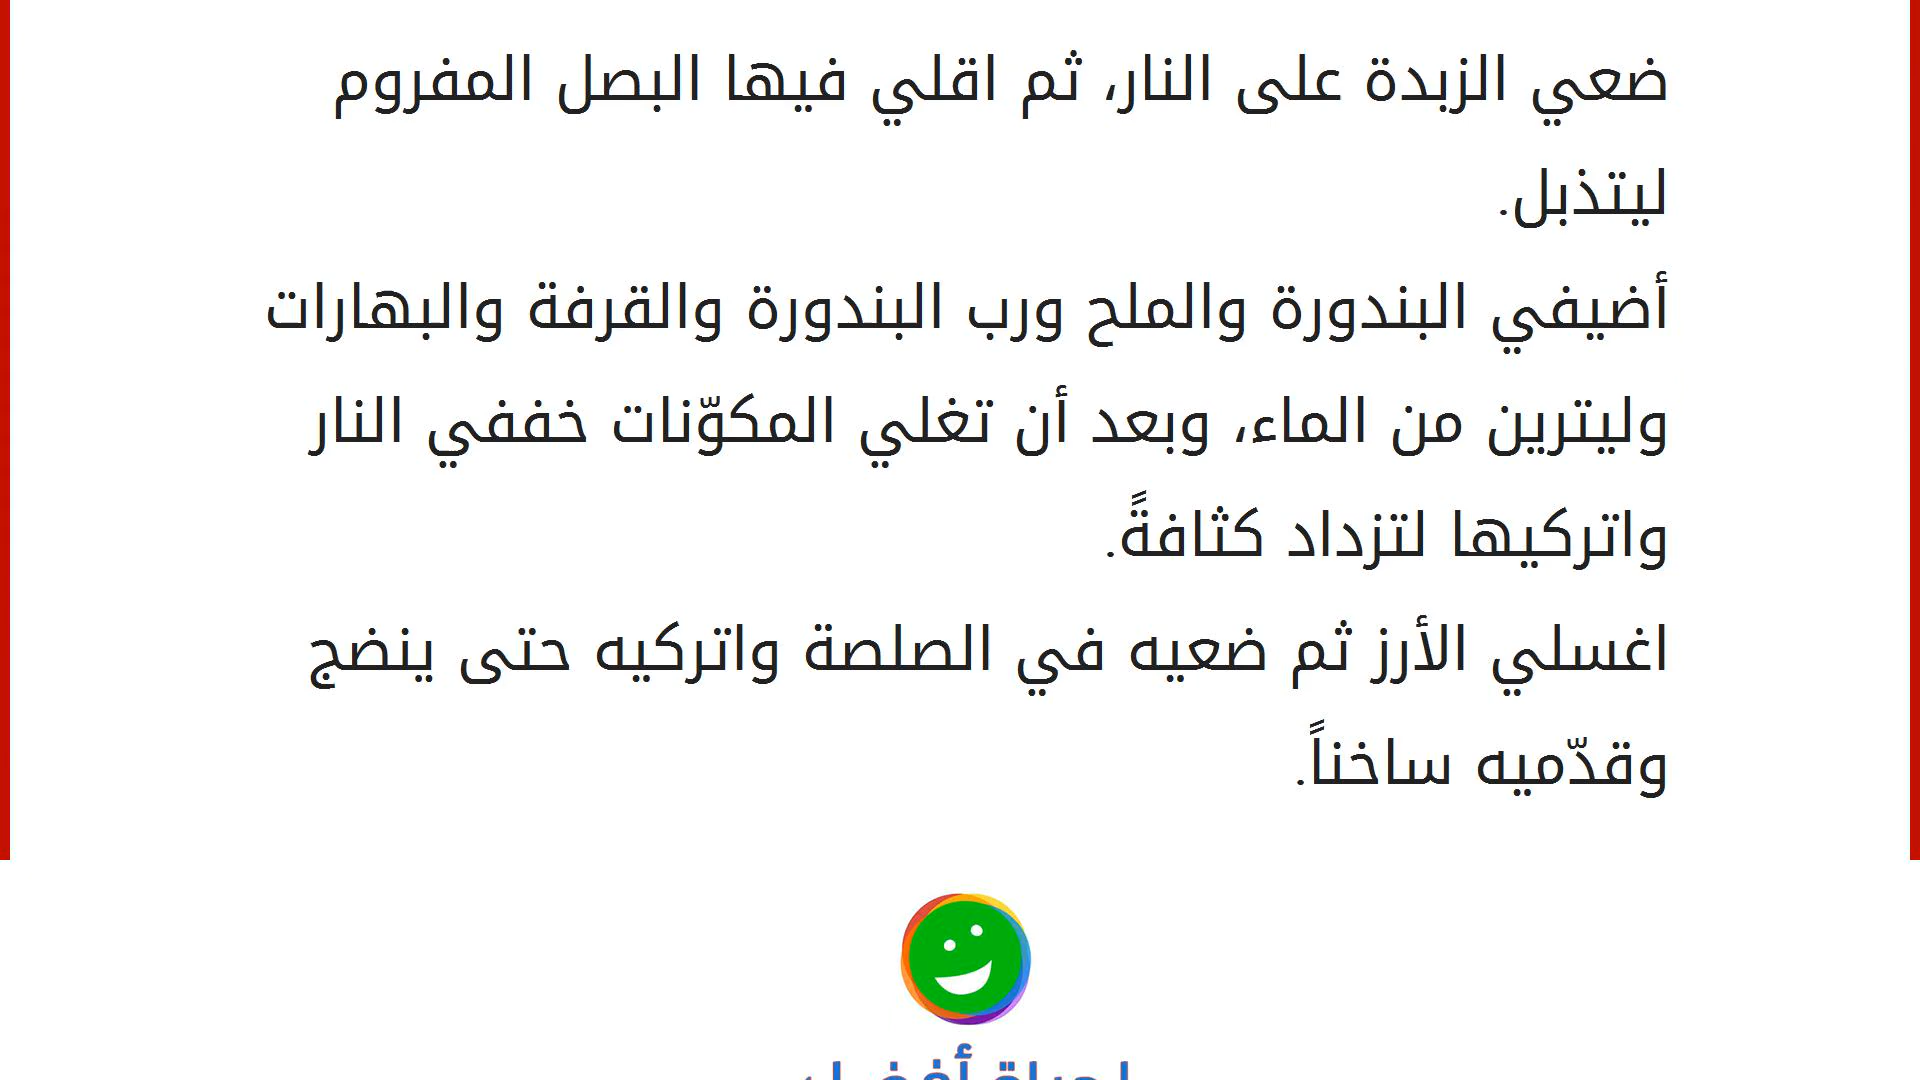 ضعي الزبدة على النار، ثم اقلي فيها البصل المفروم
ليتذبل.
أضيفي البندورة والملح ورب البندورة والقرفة والبهارات
وليترين من الماء، وبعد أن تغلي المكوّنات خففي النار
واتركيها لتزداد كثافةً.
اغسلي الأرز ثم ضعيه في الصلصة واتركيه حتى ينضج
وقدّميه ساخناً.
لحياة أفضل